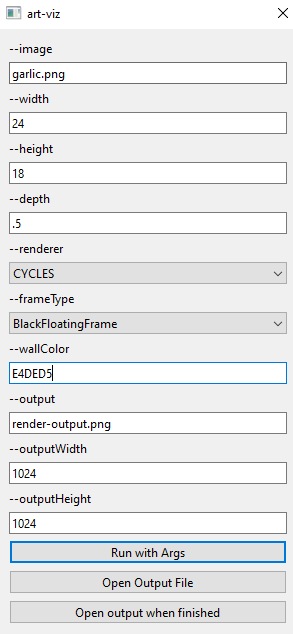 art-viz
--image
garlic.png
--width
24
--height
18
--depth
.5
--renderer
CYCLES
--frameType
BlackFloatingFrame
--wallColor
E4DED5
--output
render-output.png
--outputWidth
1024
--outputHeight
1024
Run with Args
Open Output File
Open output when finished